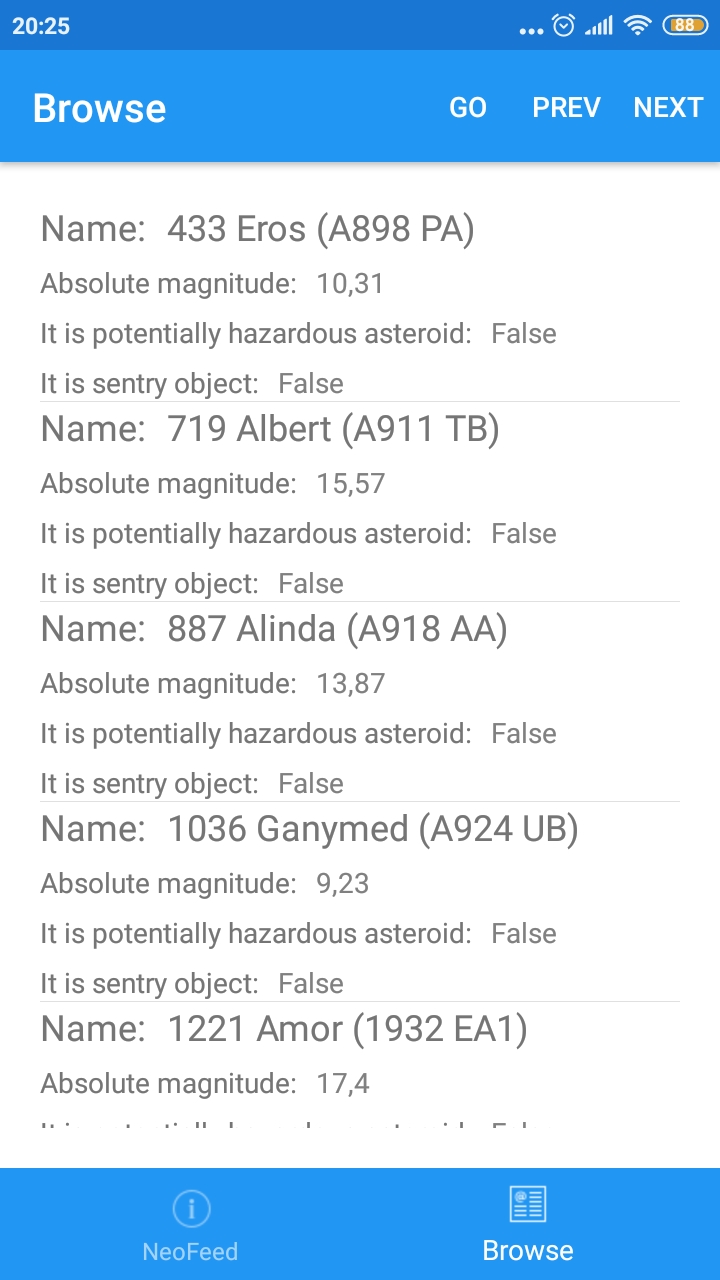 20:25
88
Browse GO PREV NEXT
Name: 433 Eros (A898 PA)
Absolute magnitude: 10,31
It is potentially hazardous asteroid: False
It is sentry object: False
Name: 719 Albert (A911 TB)
Absolute magnitude: 15,57
It is potentially hazardous asteroid: False
It is sentry object: False
Name: 887 Alinda (A918 AA)
Absolute magnitude: 13,87
It is potentially hazardous asteroid: False
It is sentry object: False
Name: 1036 Ganymed (A924 UB)
Absolute magnitude: 9,23
It is potentially hazardous asteroid: False
It is sentry object: False
Name: 1221 Amor (1932 EA1)
Absolute magnitude: 17,4
NeoFeed Browse